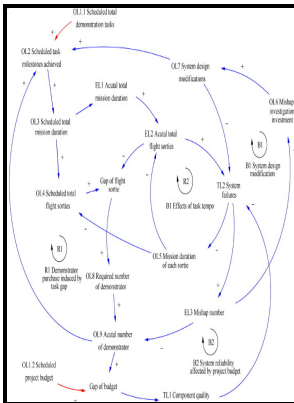 OL1.1 Scheduled total
demonstration tasks
OL2 Scheduled task
milestones achieved
OL7 System design
modifications
EL1 Acutal total
mission duration
OL6 Mishap
investigation
investment
OL3 Scheduled total
mission duration
EL2 Acutal total
flight sorties
B1
B1 System design
modification
Gap of flight
sortie
R2
OL4 Scheduled total
flight sorties
B1 Effects of task tempo
TL2 System
failures
R1
R1 Demonstrator
purchase induced by
task gap
OL5 Mission duration
of each sortie
OL8 Required number
of demonstrator
EL3 Mishap number
OL9 Acutal number
of demonstrator
B2
B2 System reliability
affected by project budget
OL1.2 Scheduled
project budget
Gap of budget
TL1 Component quality
+
+
+
+
+
+
+
+
+
+
+
+
+
+
-
-
-
-
-
-
-
-